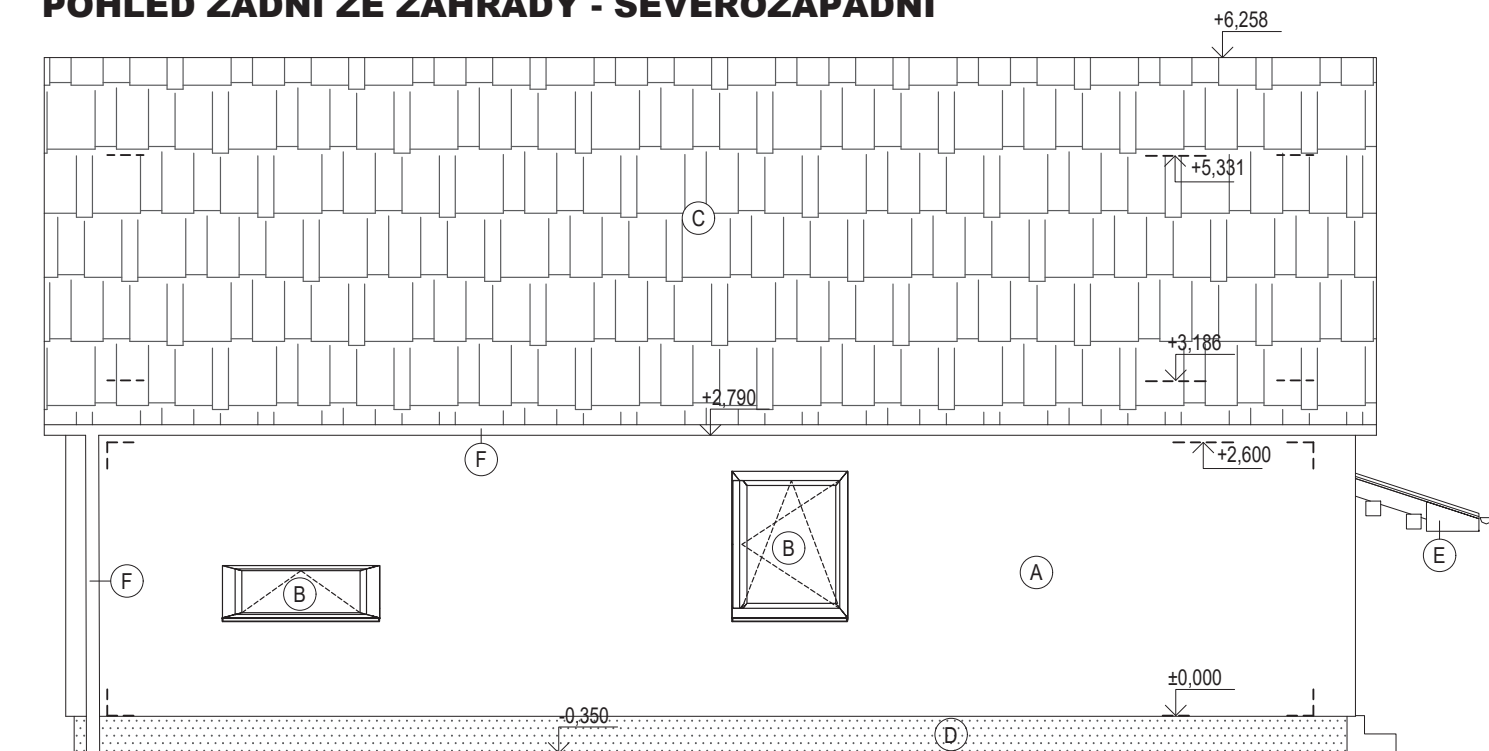 POHLED ZADNÍ ZE ZAHRADY - SEVEROZÁPADNÍ
+6,258
+5,331
C
+3,186
+2,790
F
+2,600
B
E
F
B
A
±0,000
-0,350
D